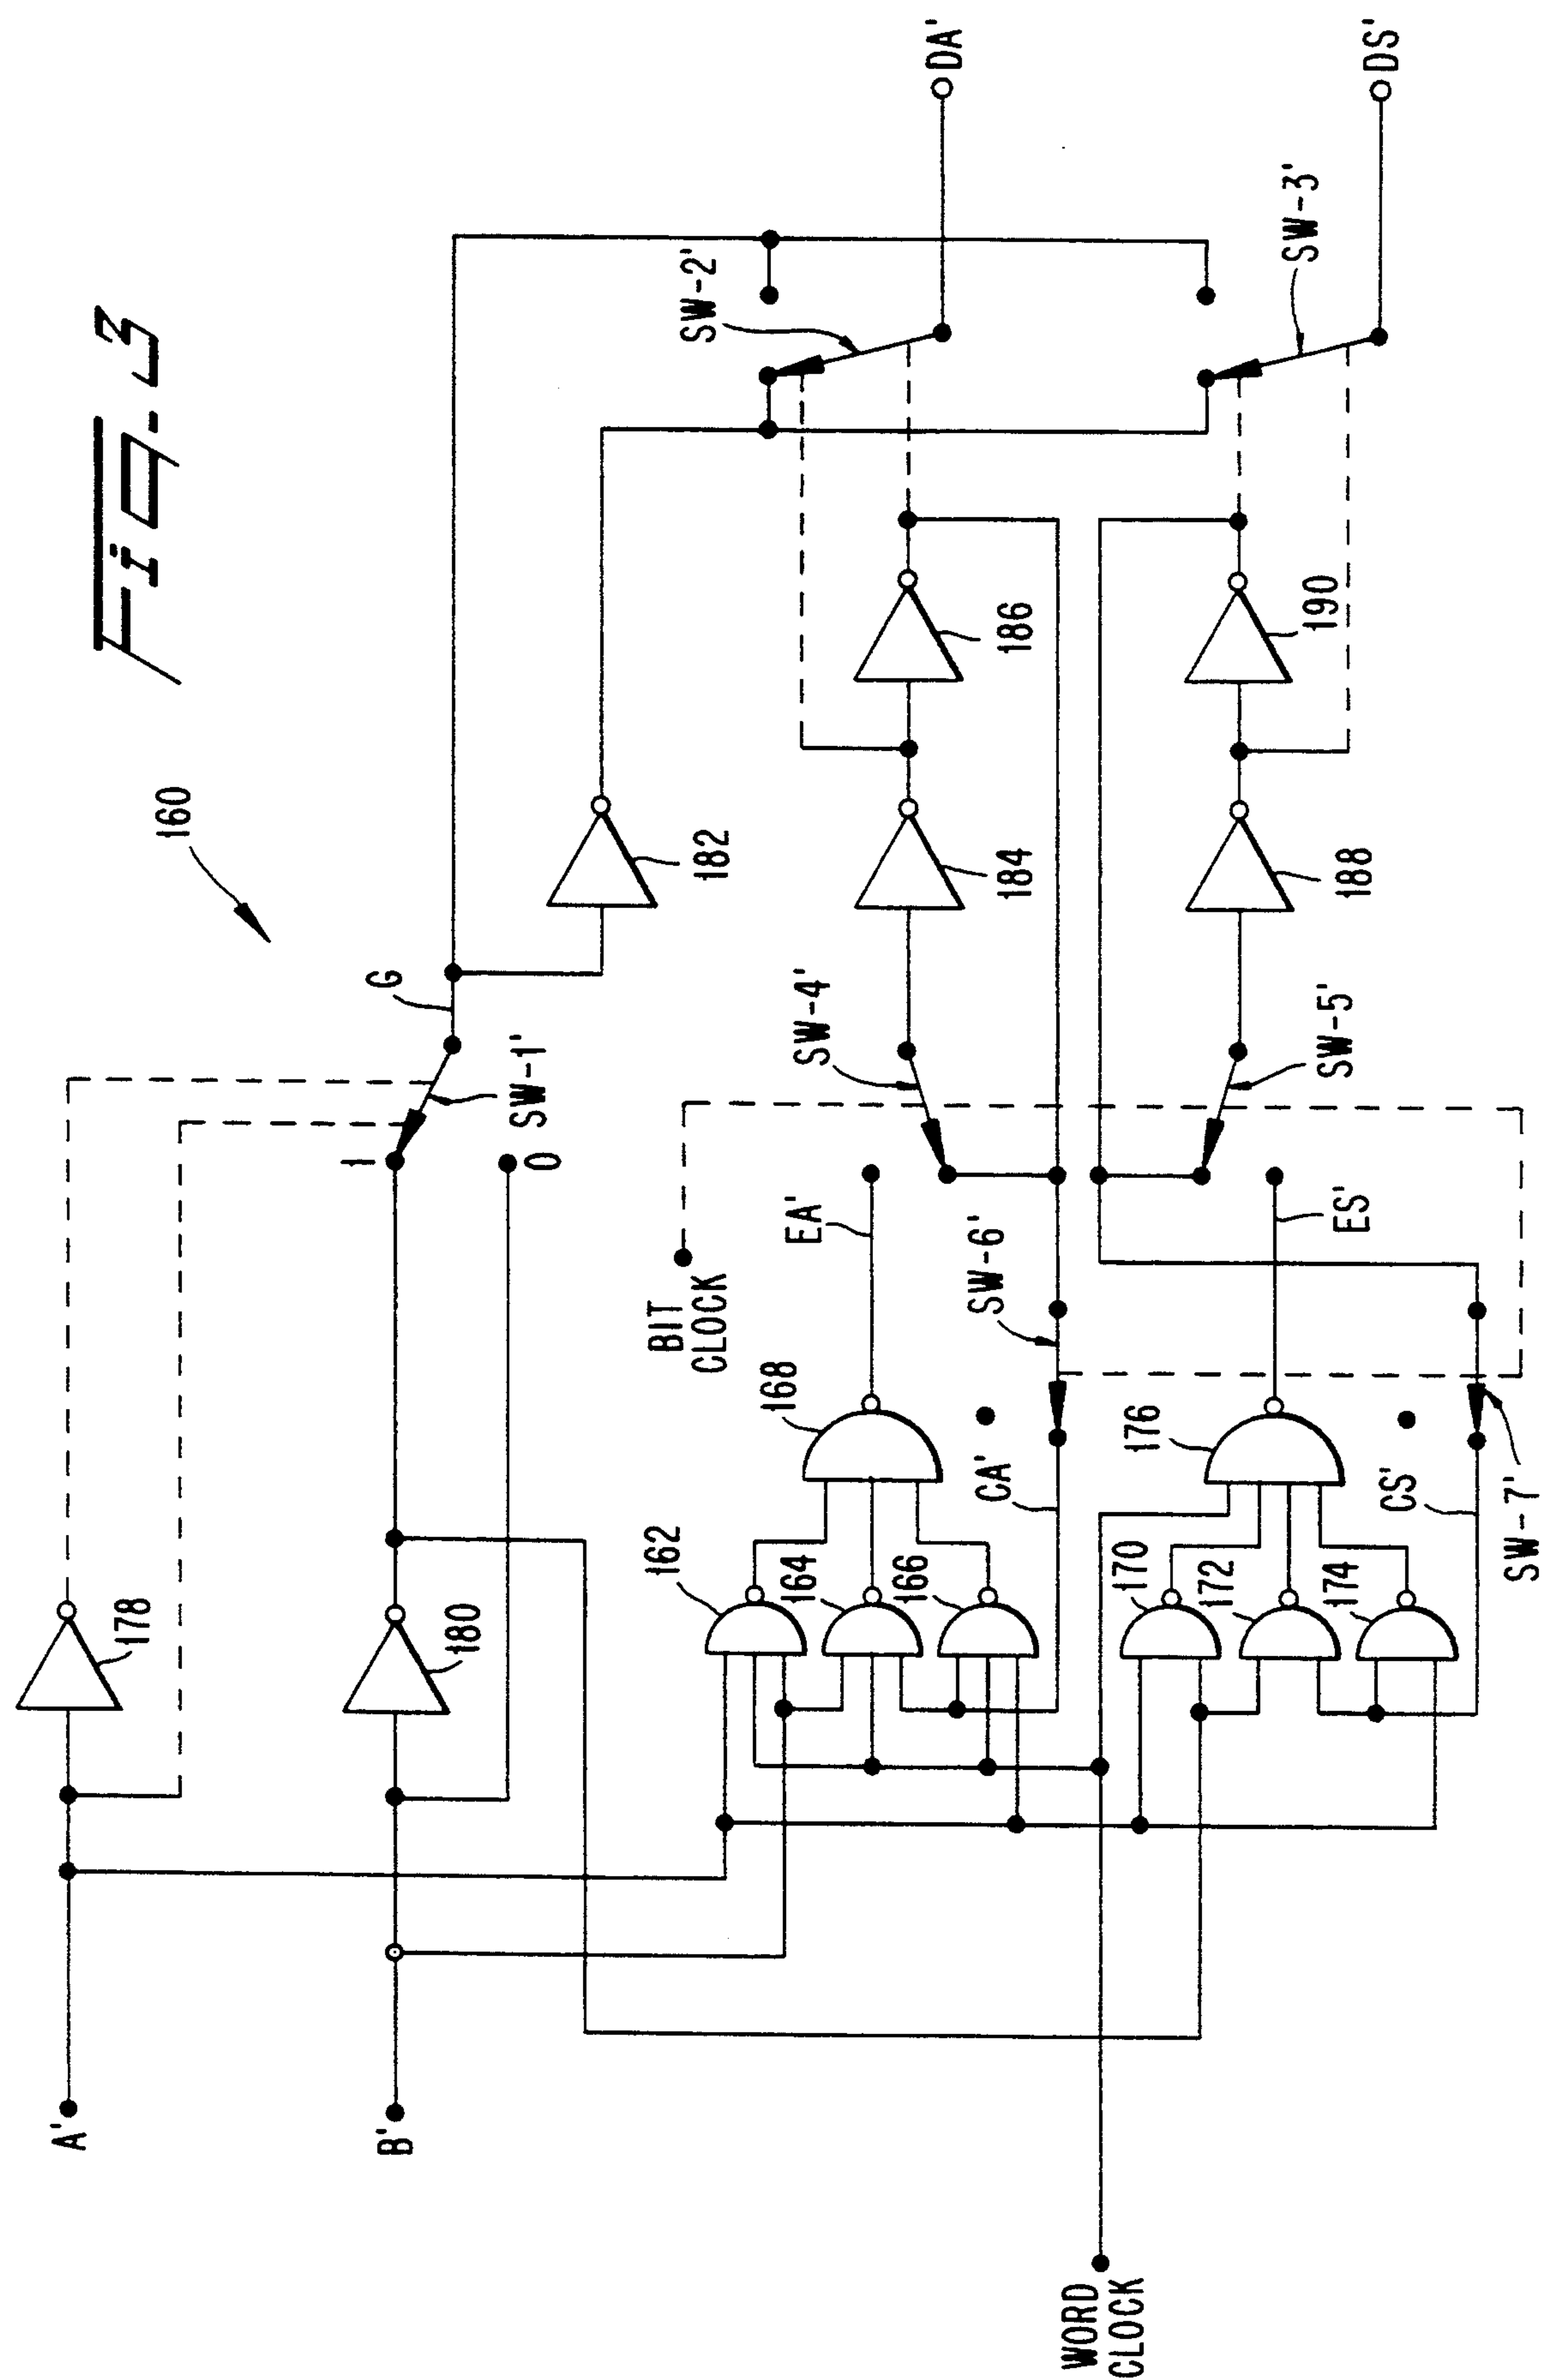 Fig. 3
160
A'
178
B'
180
1
0
SW-1'
G
182
BIT
CLOCK
162
164
166
168
EA'
CA'
SW-6'
SW-4'
184
186
SW-2'
DA'
170
172
174
176
ES'
CS'
SW-7'
SW-5'
188
190
SW-3'
DS'
WORD
CLOCK